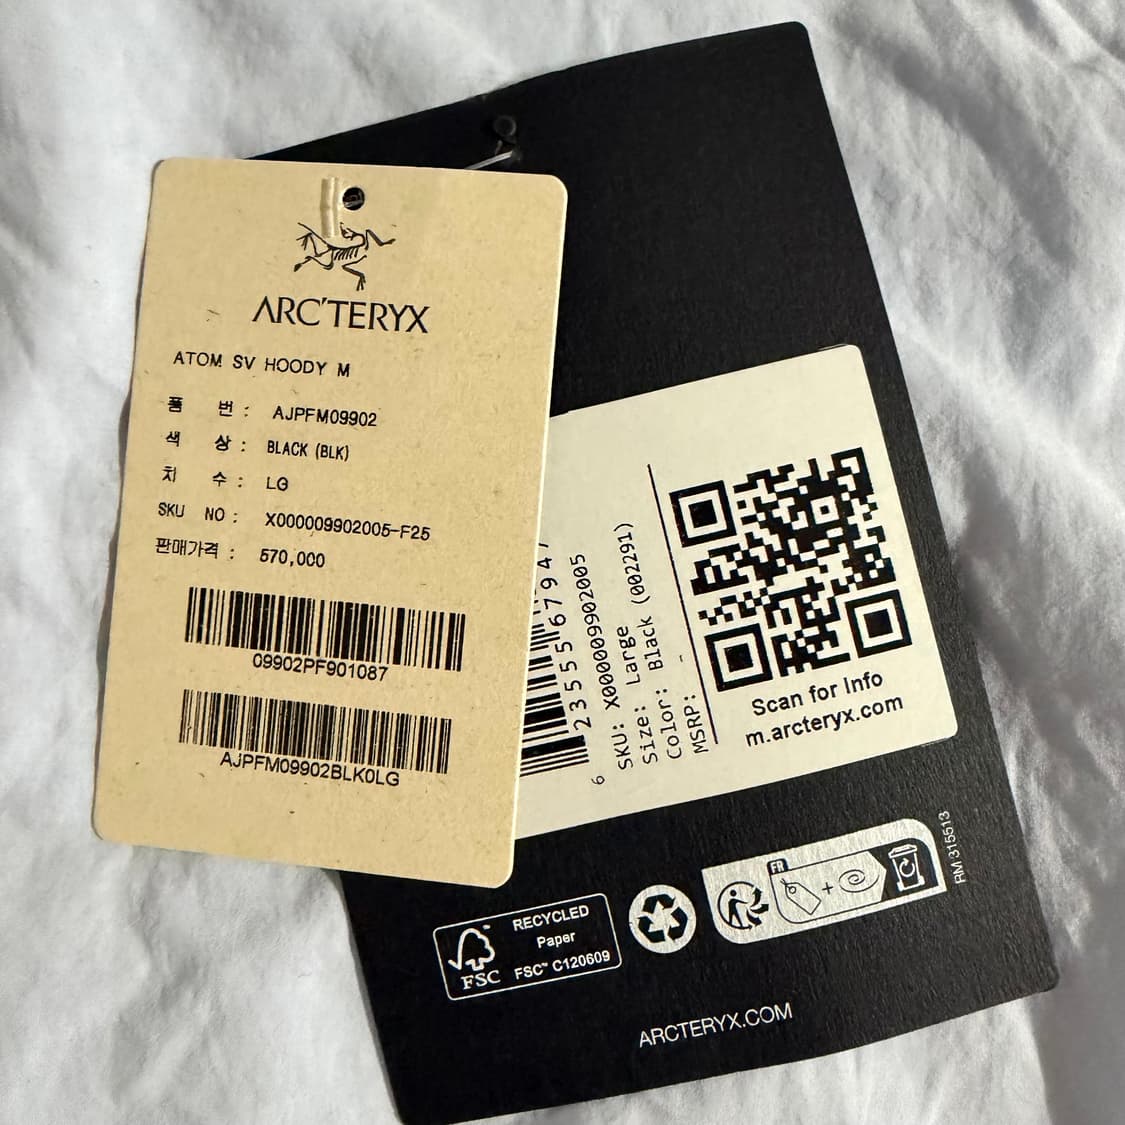 ARC'TERYX
ATOM SV HOODY M
품 번 : AJPFM09902
색 상 : BLACK (BLK)
치 수 : LG
SKU NO : X000009902005-F25
판매가격 : 570,000
09902PF901087
AJPFM09902BLK0LG
6 23555 67947
SKU: X000009902005
Size: Large
Color: Black (002291)
MSRP: -
Scan for Info
m.arcteryx.com
FSC
RECYCLED
Paper
FSC™ C120609
FR
RM 315513
ARCTERYX.COM